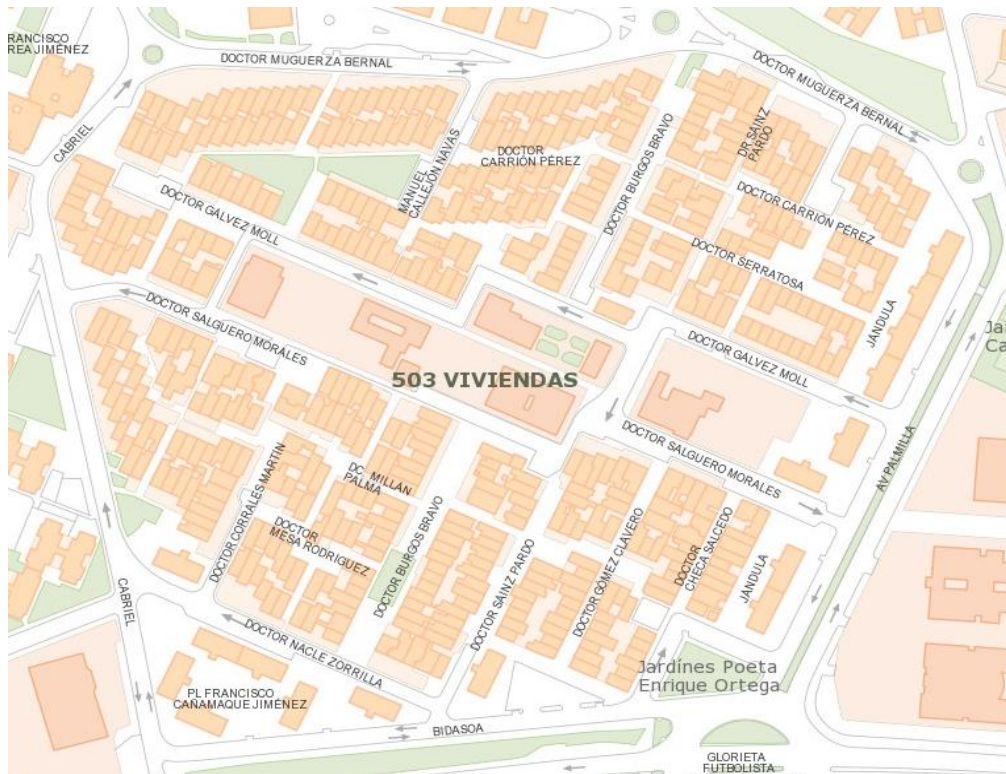 RANCISCO
REA JIMÉNEZ
DOCTOR MUGUERZA BERNAL
DOCTOR MUGUERZA BERNAL
CABRIEL
MANUEL
CALLEJÓN NAVAS
DOCTOR
CARRIÓN PÉREZ
DOCTOR BURGOS BRAVO
DR SAINZ
PARDO
DOCTOR GALVEZ MOLL
DOCTOR CARRIÓN PÉREZ
DOCTOR SERRATOSA
JANDULA
Ja
Ca
DOCTOR SALGUERO MORALES
DOCTOR GALVEZ MOLL
503 VIVIENDAS
DOCTOR SALGUERO MORALES
AV PALMILLA
DOCTOR CORRALES MARTIN
DC. MILLAN
PALMA
DOCTOR
MESA RODRIGUEZ
DOCTOR BURGOS BRAVO
DOCTOR SAINZ PARDO
DOCTOR GÓMEZ CLAVERO
DOCTOR
CHECA SALCEDO
JANDULA
CABRIEL
DOCTOR NACLE ZORRILLA
Jardínes Poeta
Enrique Ortega
PL FRANCISCO
CAÑAMAQUE JIMÉNEZ
BIDASOA
GLORIETA
FUTBOLISTA